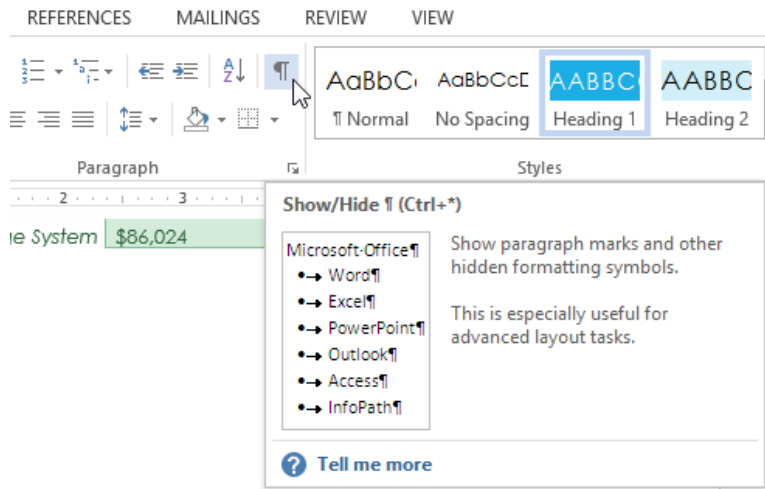 REFERENCES MAILINGS REVIEW VIEW
AaBbC AaBbCcD AABBC AABBC
¶ Normal No Spacing Heading 1 Heading 2
Paragraph Styles
2 3
System $86,024
Show/Hide ¶ (Ctrl+*)
Microsoft·Office¶
Word¶
Excel¶
PowerPoint¶
Outlook¶
Access¶
InfoPath¶
Show paragraph marks and other
hidden formatting symbols.
This is especially useful for
advanced layout tasks.
Tell me more